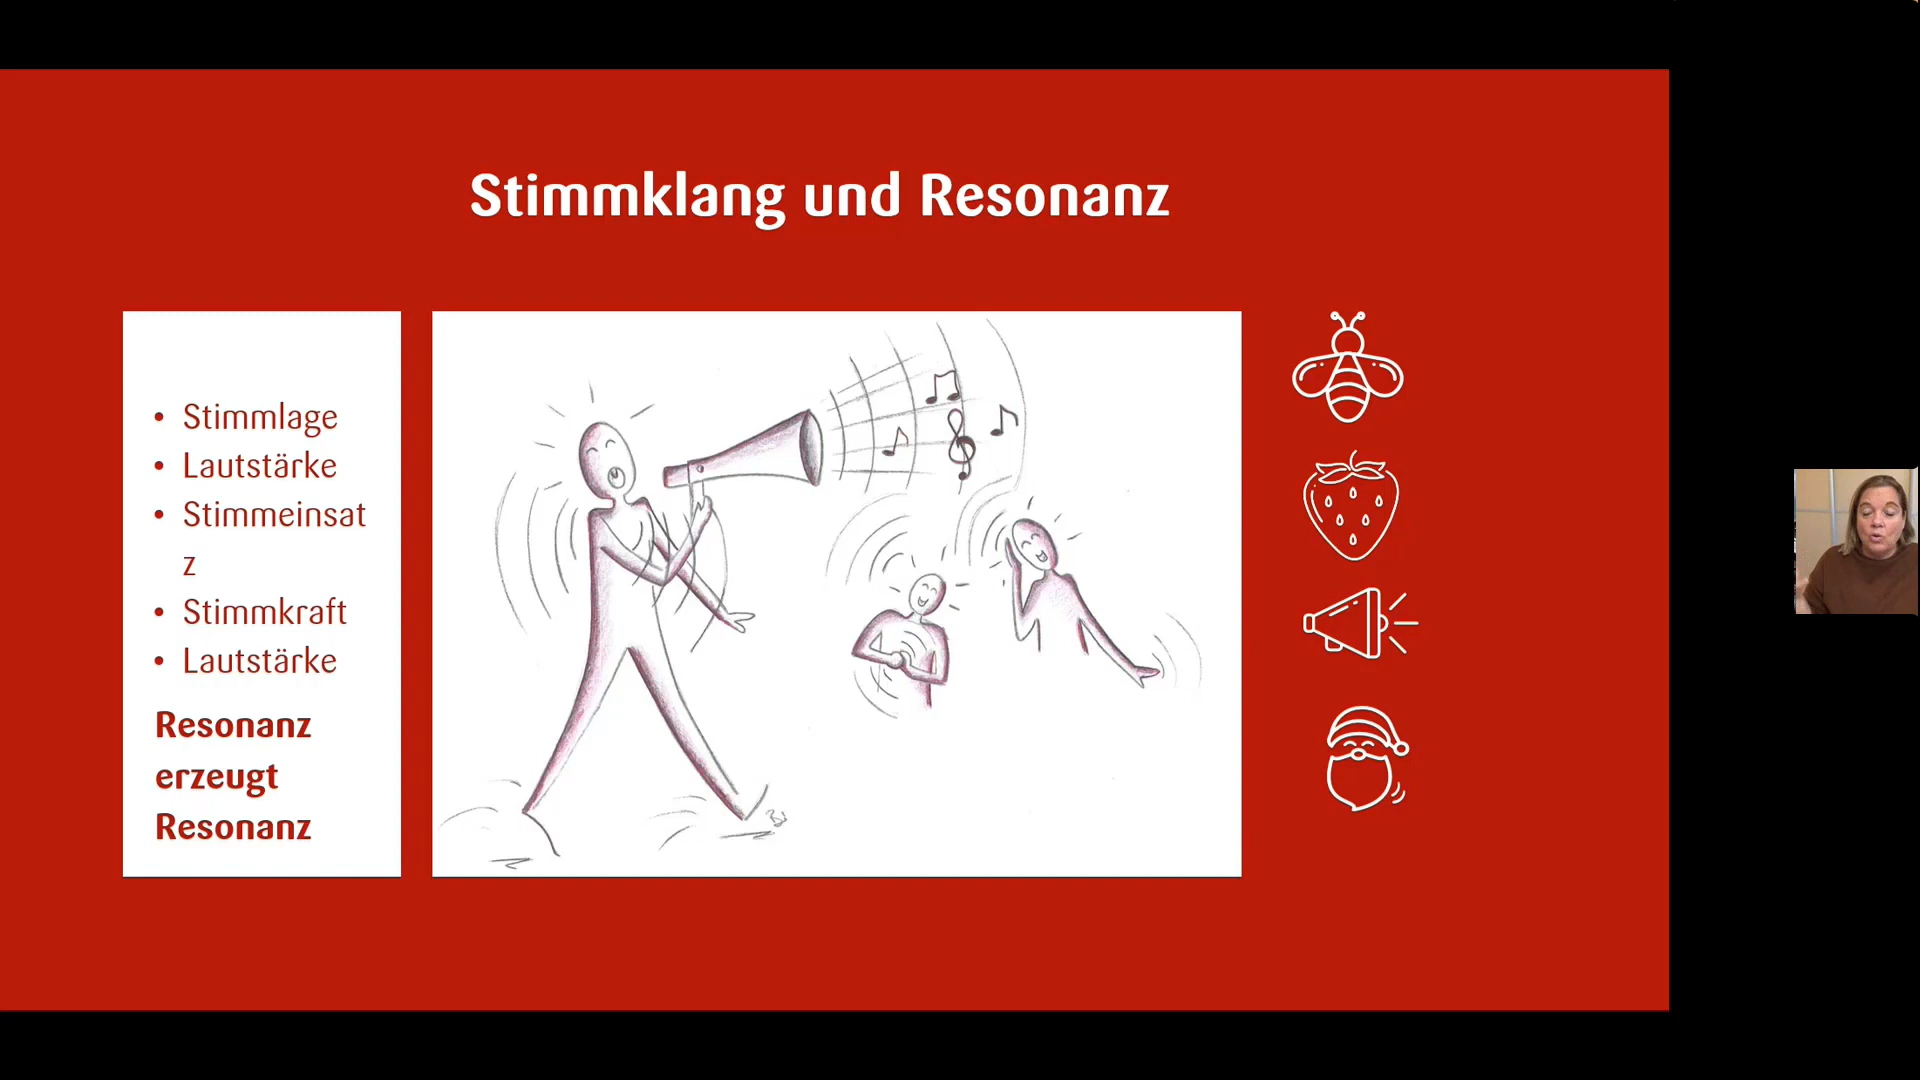 Stimmklang und Resonanz
• Stimmlage
• Lautstärke
• Stimmeinsat
z
• Stimmkraft
• Lautstärke
Resonanz
erzeugt
Resonanz